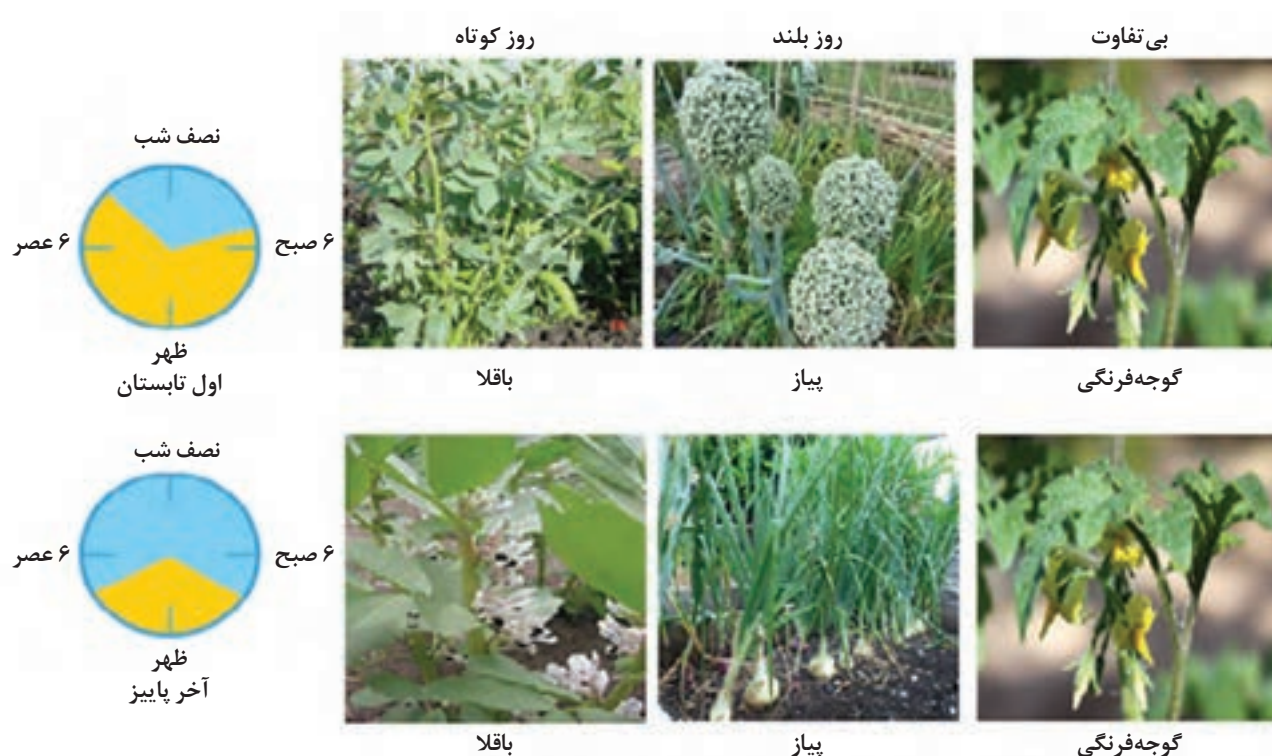 بی‌تفاوت
روز بلند
روز کوتاه
نصف شب
۶ صبح
۶ عصر
ظهر
اول تابستان
گوجه‌فرنگی
پیاز
باقلا
نصف شب
۶ صبح
۶ عصر
ظهر
آخر پاییز
گوجه‌فرنگی
پیاز
باقلا